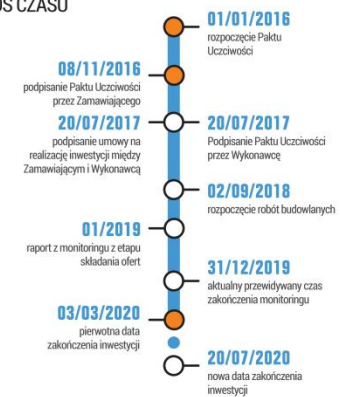 OŚ CZASU
01/01/2016
rozpoczęcie Paktu
Uczciwości
08/11/2016
podpisanie Paktu Uczciwości
przez Zamawiającego
20/07/2017
podpisanie umowy na
realizację inwestycji między
Zamawiającym i Wykonawcą
20/07/2017
Podpisanie Paktu Uczciwości
przez Wykonawcę
02/09/2018
rozpoczęcie robót budowlanych
01/2019
raport z monitoringu z etapu
składania ofert
31/12/2019
aktualny przewidywany czas
zakończenia monitoringu
03/03/2020
pierwotna data
zakończenia inwestycji
20/07/2020
nowa data zakończenia
inwestycji